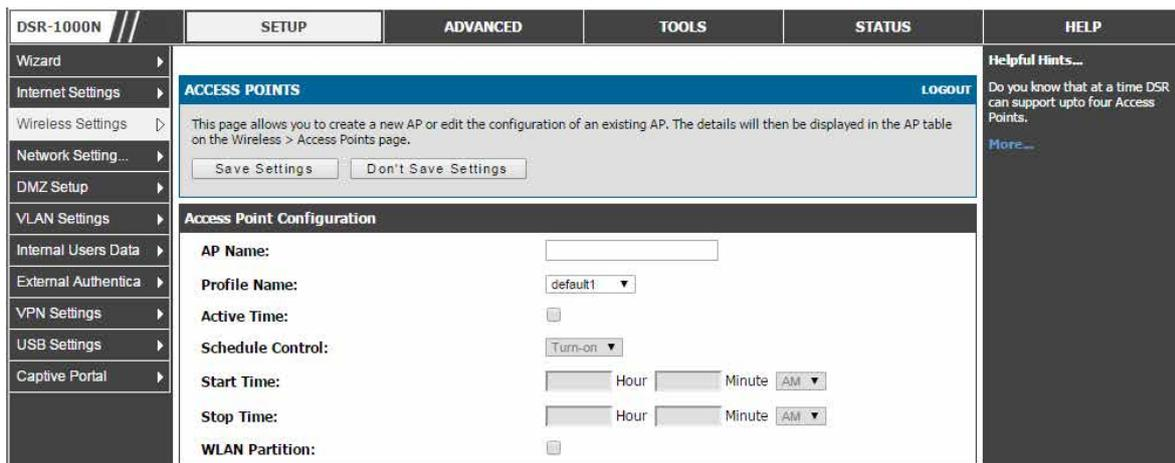 DSR-1000N
SETUP
ADVANCED
TOOLS
STATUS
HELP
Wizard
Internet Settings
Wireless Settings
Network Setting...
DMZ Setup
VLAN Settings
Internal Users Data
External Authentica
VPN Settings
USB Settings
Captive Portal
ACCESS POINTS
LOGOUT
This page allows you to create a new AP or edit the configuration of an existing AP. The details will then be displayed in the AP table
on the Wireless > Access Points page.
Save Settings
Don't Save Settings
Access Point Configuration
AP Name:
Profile Name: default1
Active Time:
Schedule Control: Turn-on
Start Time: Hour Minute AM
Stop Time: Hour Minute AM
WLAN Partition:
Helpful Hints...
Do you know that at a time DSR
can support upto four Access
Points.
More...